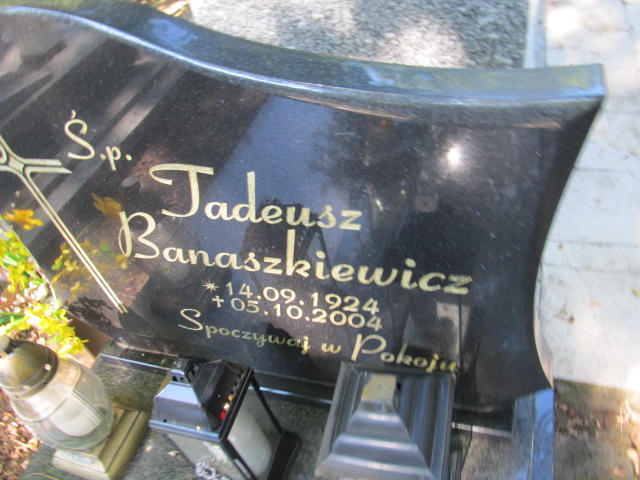 Ś.p.
Tadeusz
Banaszkiewicz
* 14.09.1924
+ 05.10.2004
Spoczywaj w Pokoju